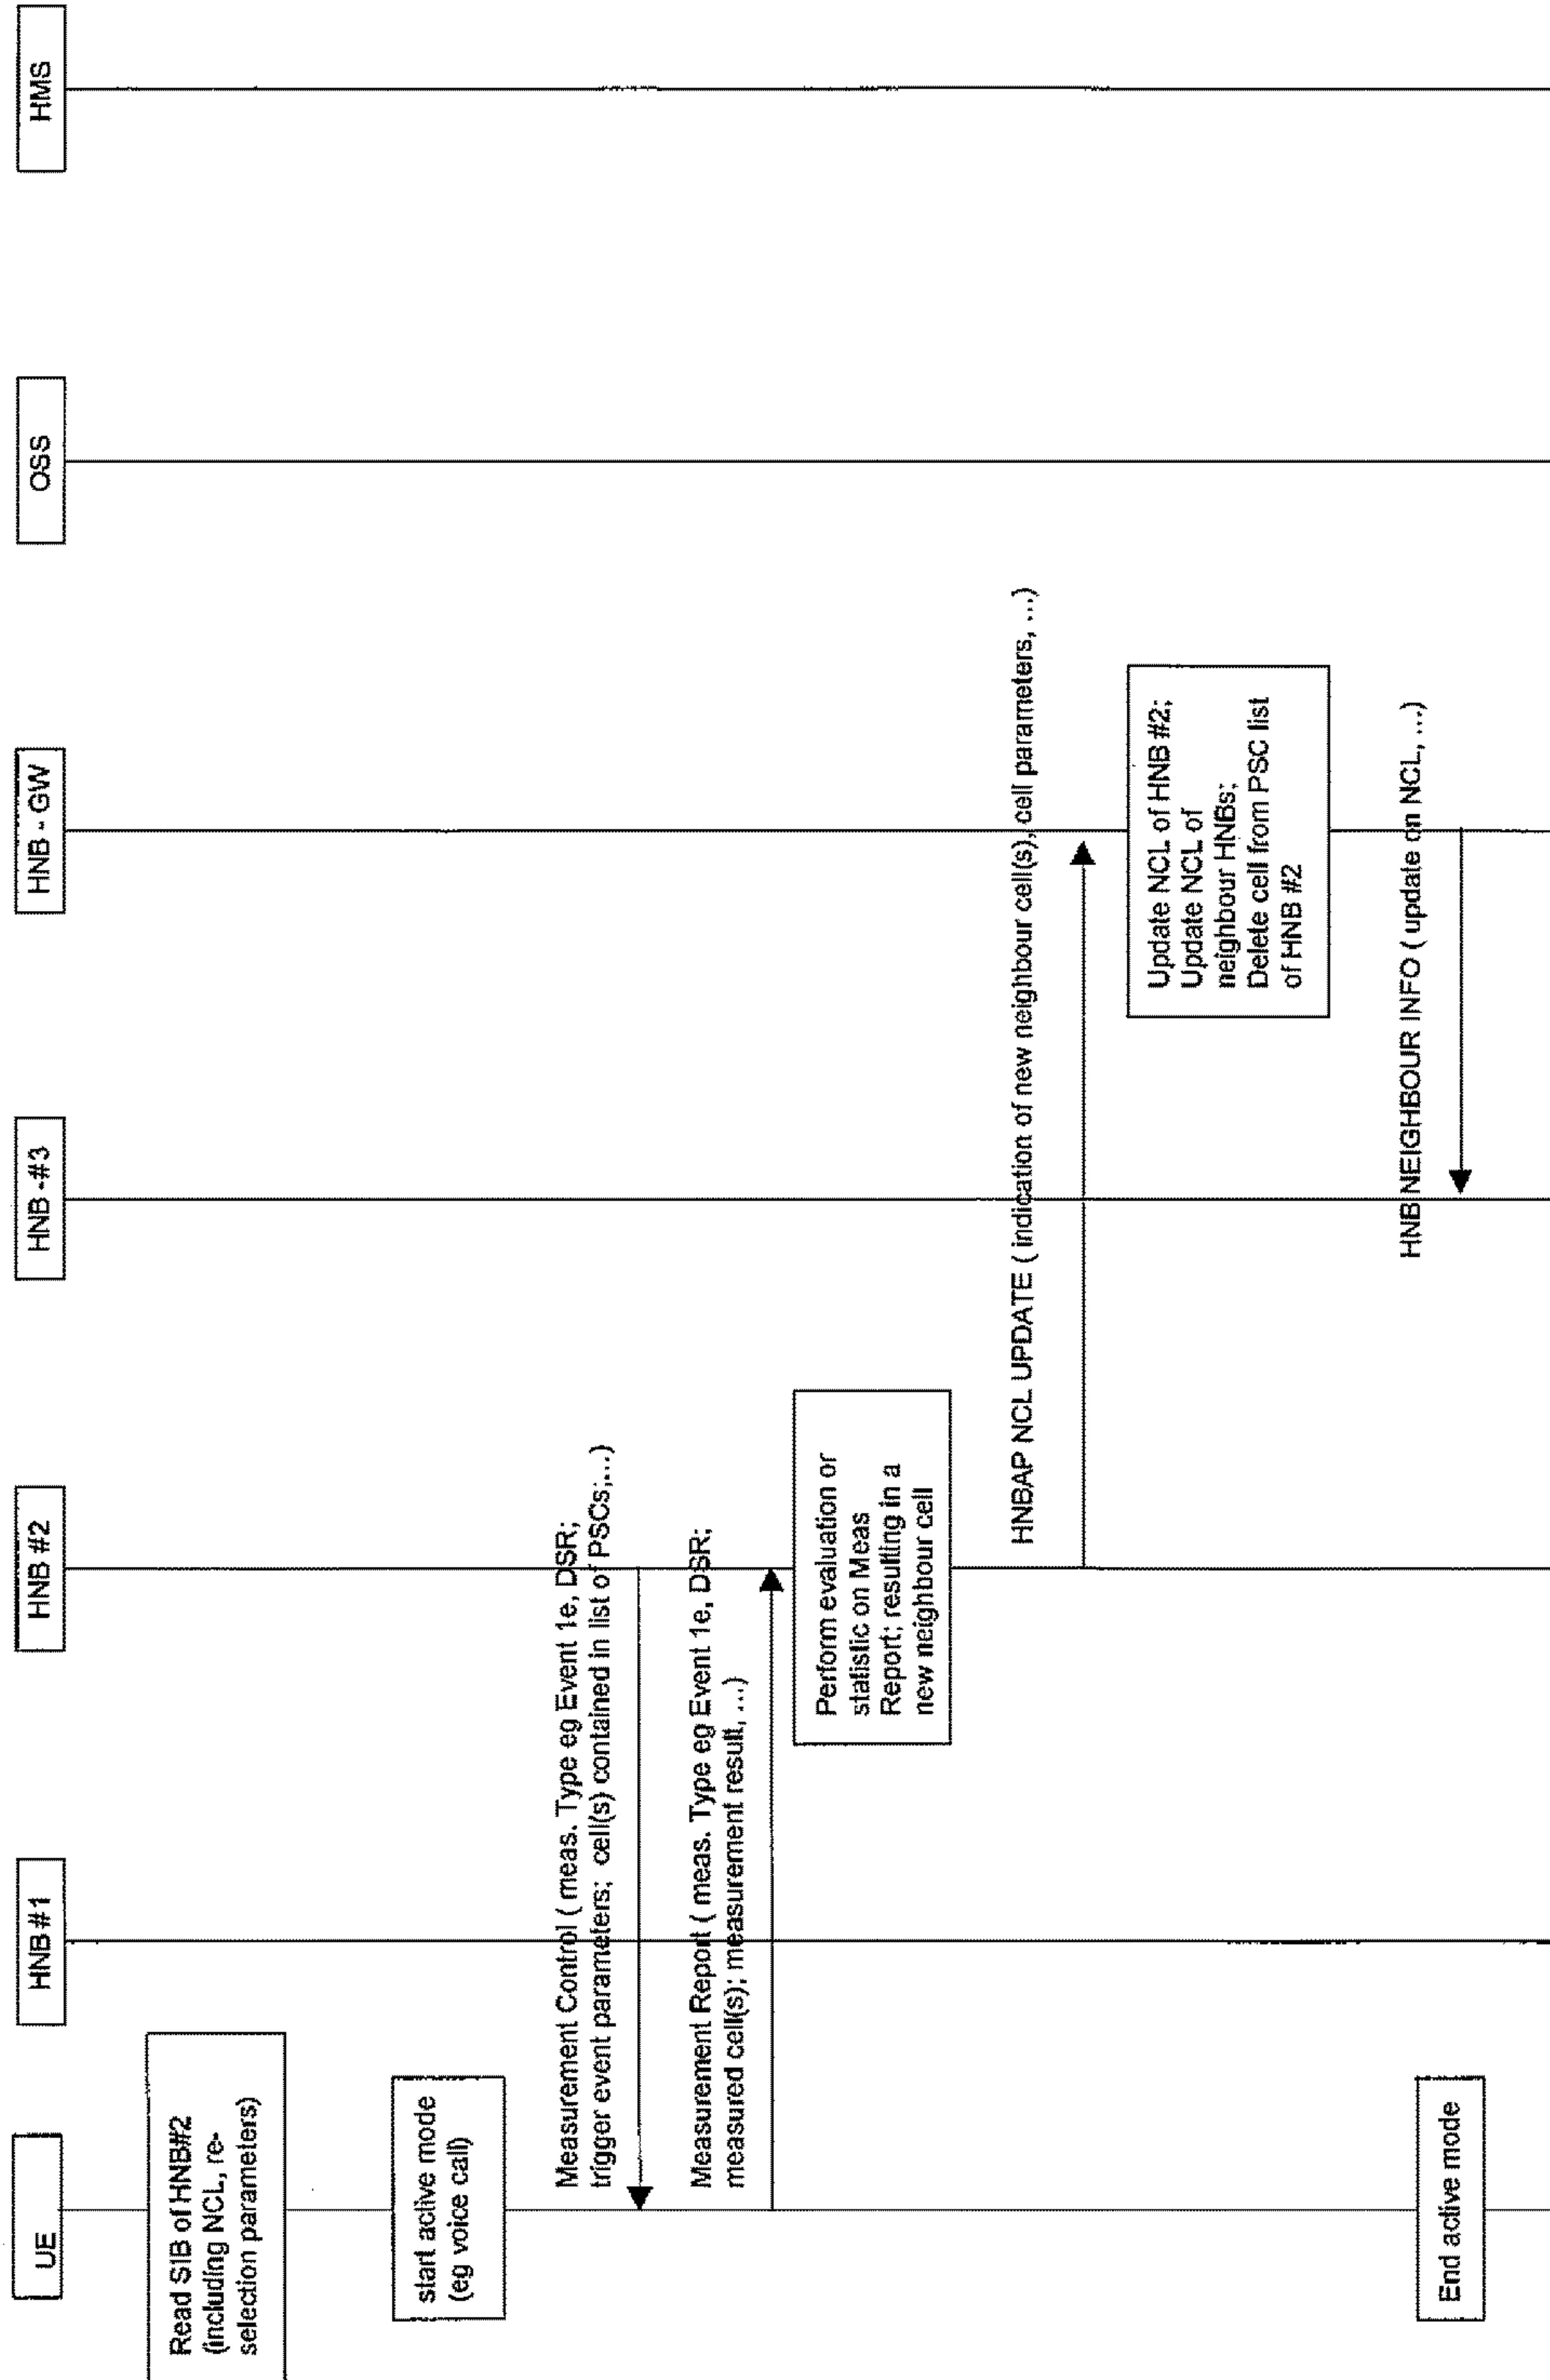 UE
HNB #1
HNB #2
HNB -#3
HNB - GW
OSS
HMS
Read SIB of HNB#2
(including NCL, re-
selection parameters)
start active mode
(eg voice call)
Measurement Control ( meas. Type eg Event 1e, DSR;
trigger event parameters; cell(s) contained in list of PSCs;...)
Measurement Report ( meas. Type eg Event 1e, DSR;
measured cell(s); measurement result, ...)
Perform evaluation or
statistic on Meas
Report; resulting in a
new neighbour cell
HNBAP NCL UPDATE ( indication of new neighbour cell(s), cell parameters, ...)
Update NCL of HNB #2;
Update NCL of
neighbour HNBs;
Delete cell from PSC list
of HNB #2
HNB NEIGHBOUR INFO ( update on NCL, ...)
End active mode